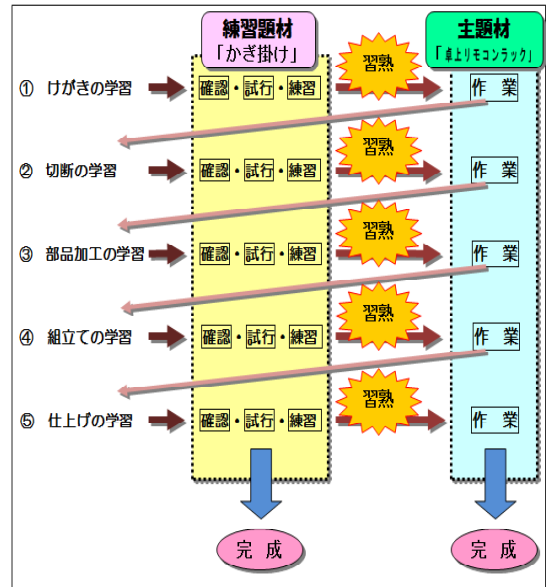 練習題材
「かぎ掛け」
主題材
「卓上リモコンラック」
① けがきの学習
確認・試行・練習
習熟
作 業
② 切断の学習
確認・試行・練習
習熟
作 業
③ 部品加工の学習
確認・試行・練習
習熟
作 業
④ 組立ての学習
確認・試行・練習
習熟
作 業
⑤ 仕上げの学習
確認・試行・練習
習熟
作 業
完 成
完 成